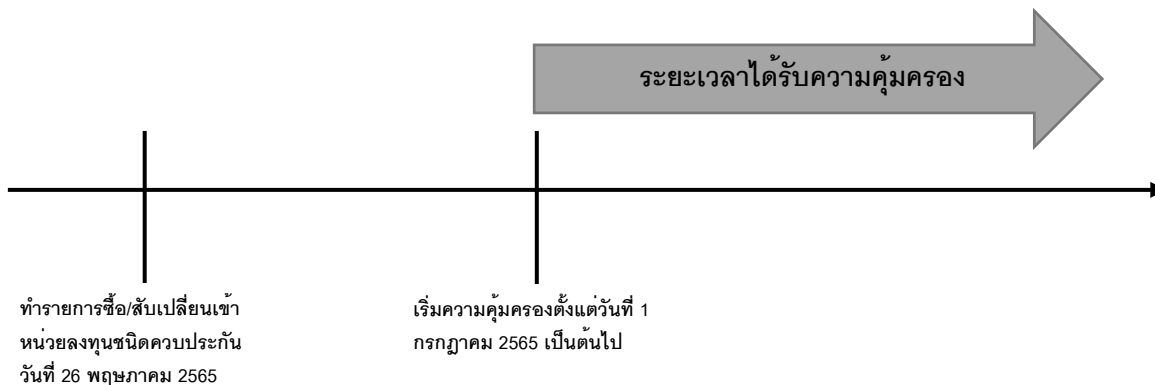 ระยะเวลาได้รับความคุ้มครอง
ทำรายการซื้อ/สับเปลี่ยนเข้า
หน่วยลงทุนชนิดควบประกัน
วันที่ 26 พฤษภาคม 2565
เริ่มความคุ้มครองตั้งแต่วันที่ 1
กรกฎาคม 2565 เป็นต้นไป